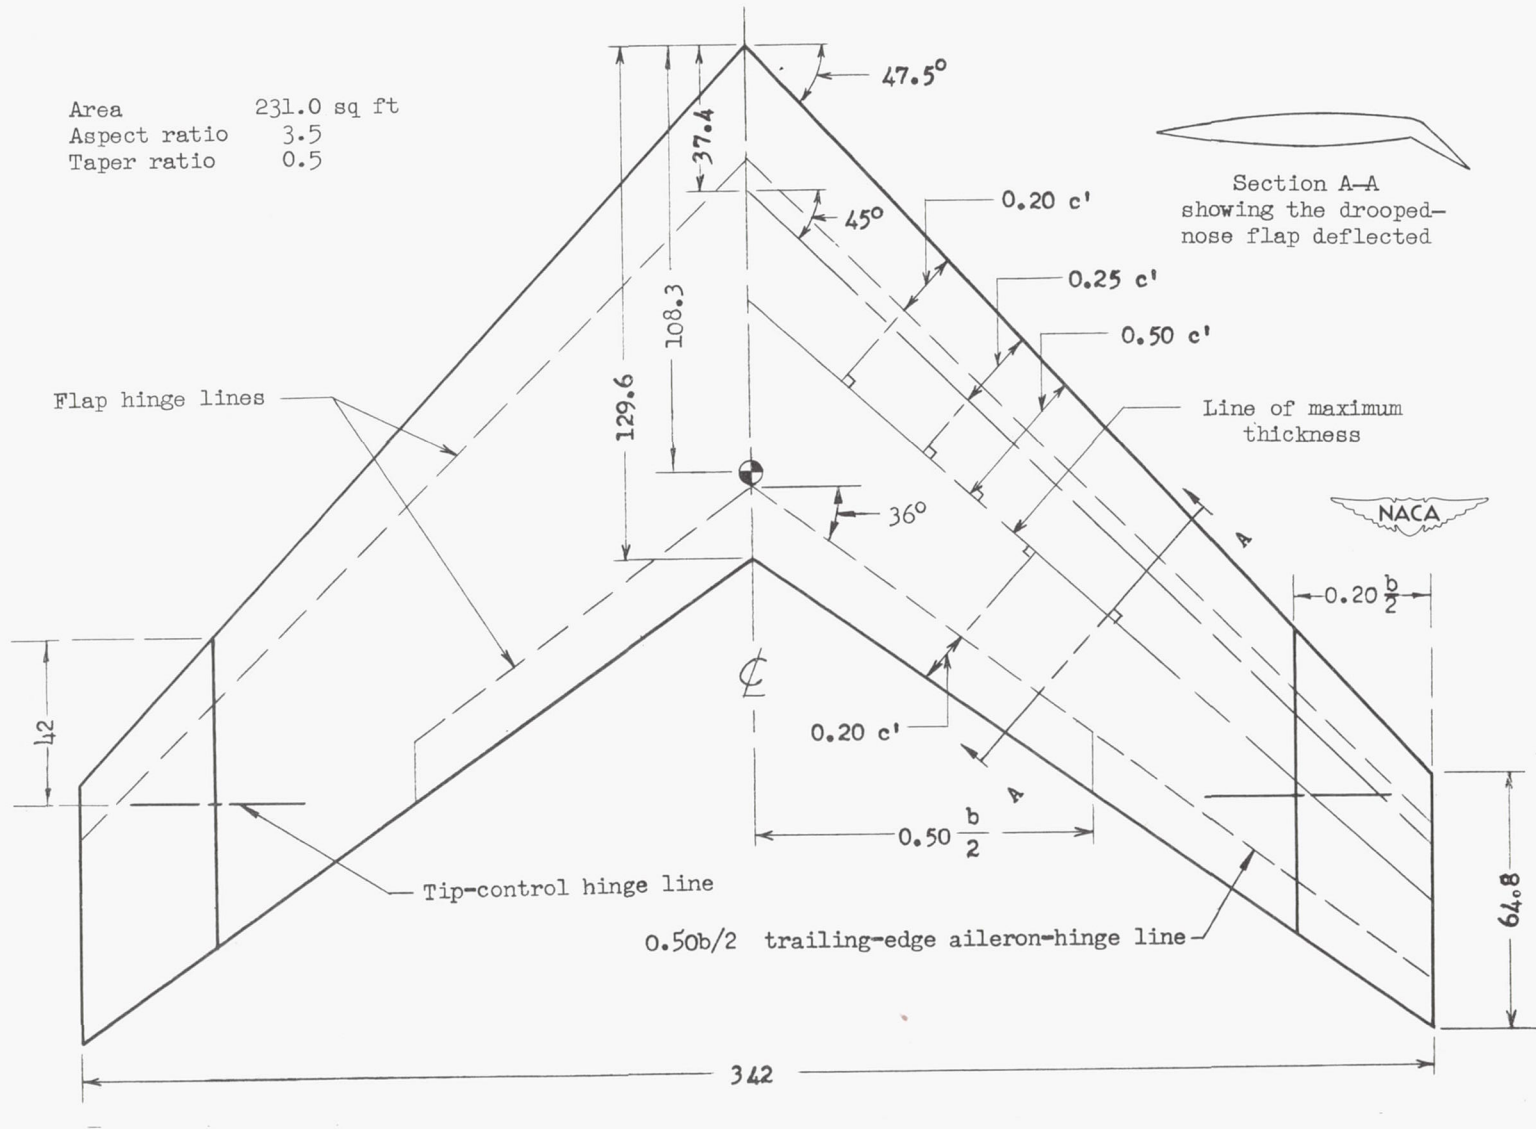 Area 231.0 sq ft
Aspect ratio 3.5
Taper ratio 0.5
47.5°
37.4
45°
0.20 c'
Section A-A
showing the drooped-
nose flap deflected
0.25 c'
108.3
0.50 c'
129.6
Flap hinge lines
Line of maximum
thickness
36°
NACA
A
0.20 b/2
42
℄
0.20 c'
A
0.50 b/2
Tip-control hinge line
64.8
0.50b/2 trailing-edge aileron-hinge line
342